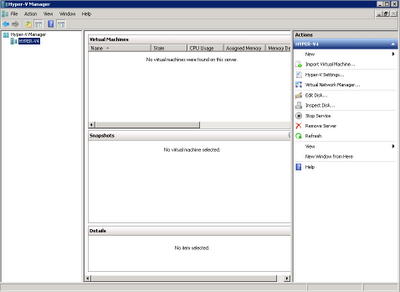 Hyper-V Manager
File Action View Window Help
Hyper-V Manager
HYPER-V4
Virtual Machines
Name State CPU Usage Assigned Memory Memory De
No virtual machines were found on this server.
Snapshots
No virtual machine selected.
Details
No item selected.
Actions
HYPER-V4
New
Import Virtual Machine...
Hyper-V Settings...
Virtual Network Manager...
Edit Disk...
Inspect Disk...
Stop Service
Remove Server
Refresh
View
New Window from Here
Help